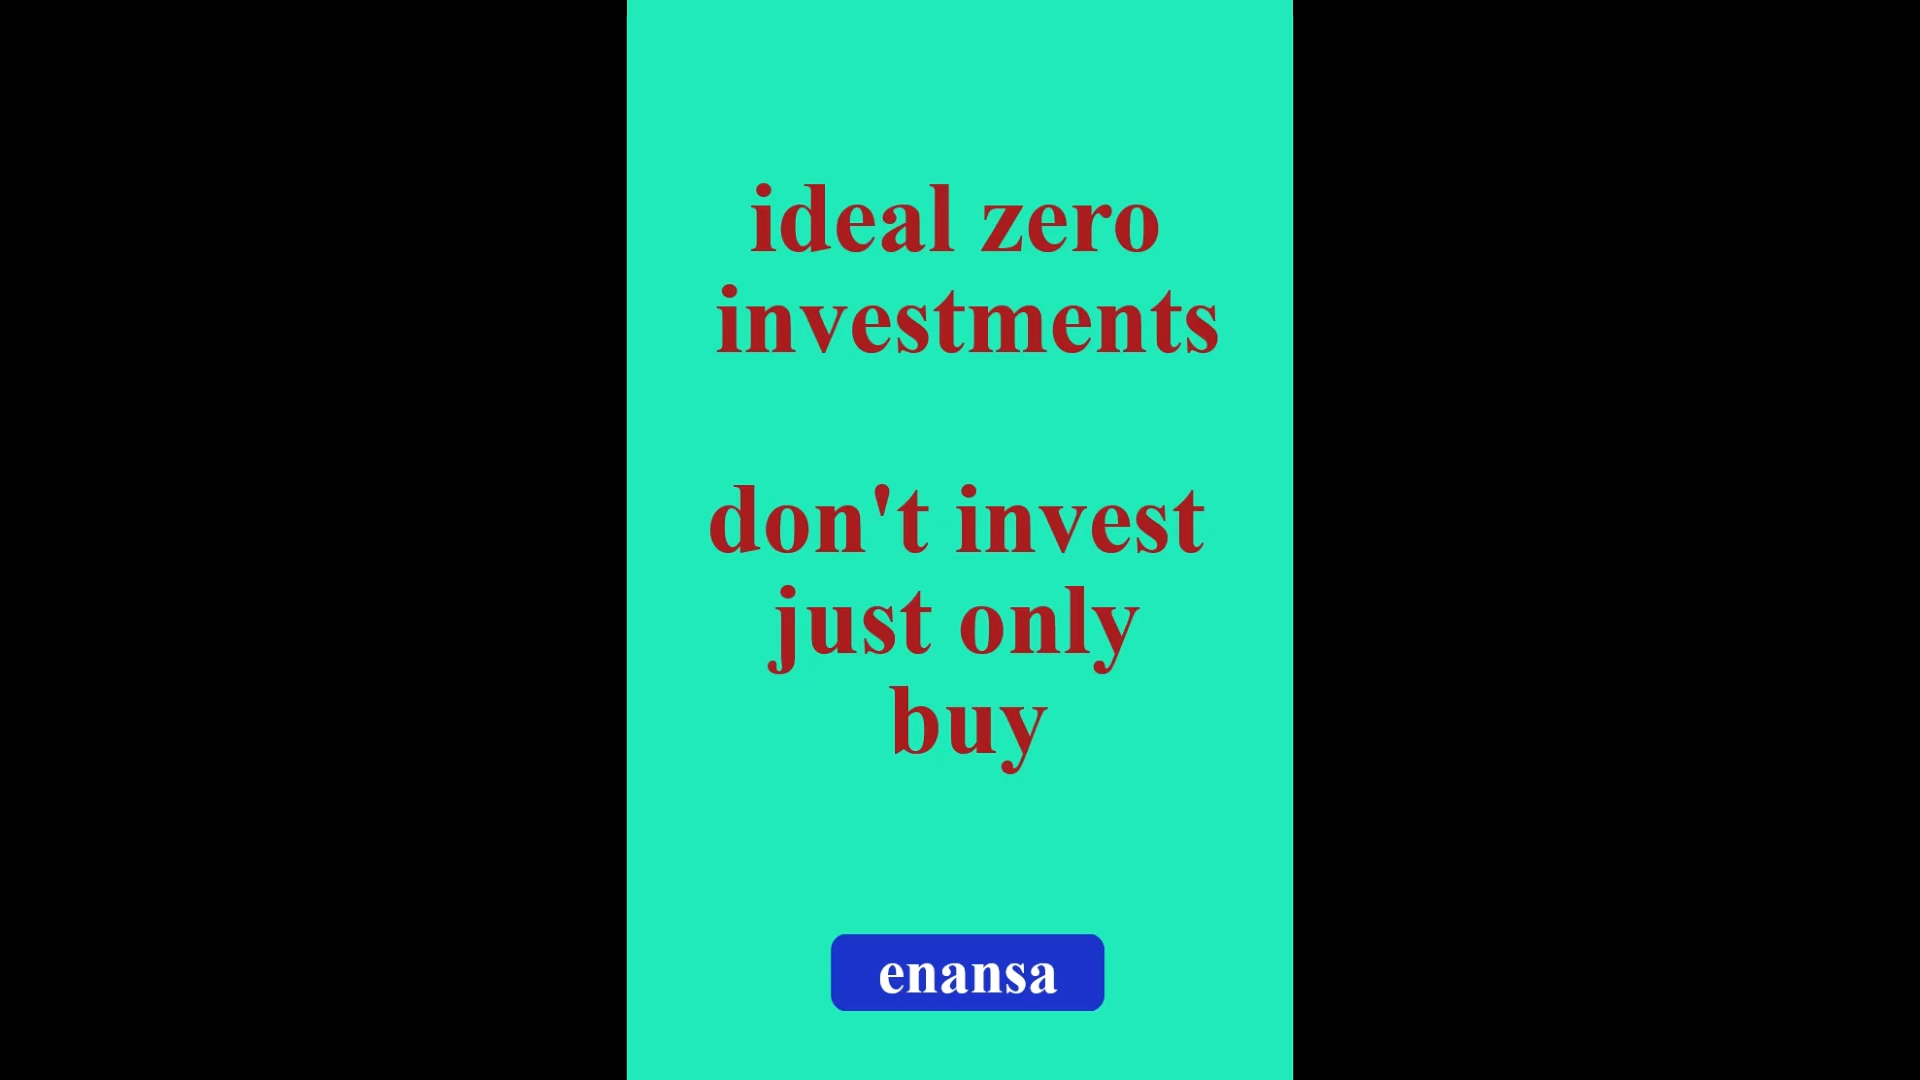 ideal zero
investments
don't invest
just only
buy
enansa